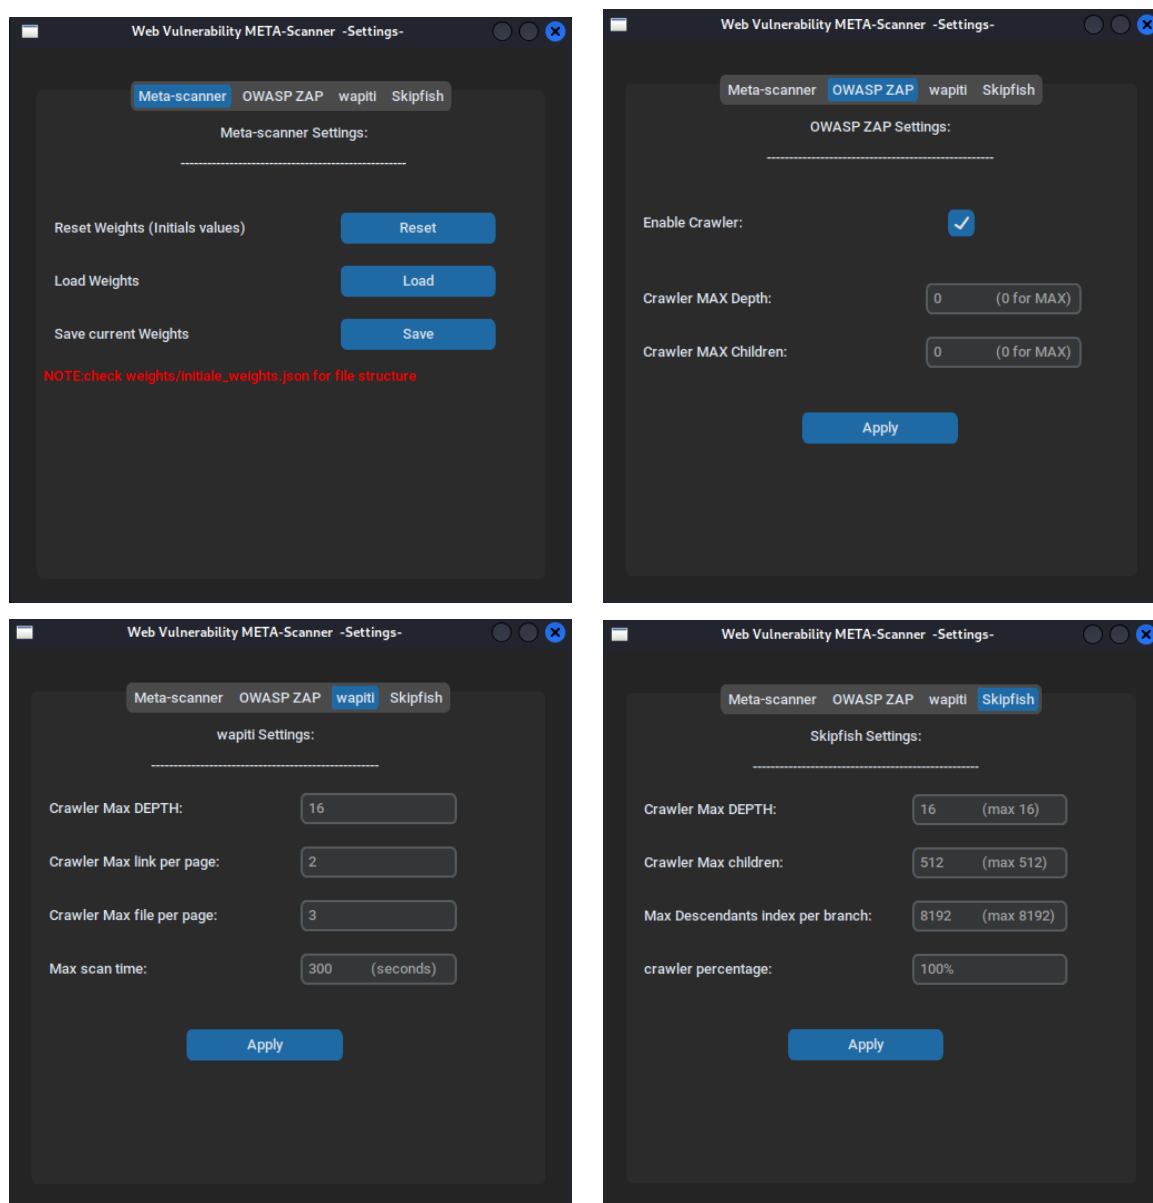 Web Vulnerability META-Scanner -Settings-
Meta-scanner OWASP ZAP wapiti Skipfish
Meta-scanner Settings:
----------------------------------------------------
Reset Weights (Initials values) Reset
Load Weights Load
Save current Weights Save
NOTE:check weights/initiale_weights.json for file structure
Web Vulnerability META-Scanner -Settings-
Meta-scanner OWASP ZAP wapiti Skipfish
OWASP ZAP Settings:
----------------------------------------------------
Enable Crawler:
Crawler MAX Depth: 0 (0 for MAX)
Crawler MAX Children: 0 (0 for MAX)
Apply
Web Vulnerability META-Scanner -Settings-
Meta-scanner OWASP ZAP wapiti Skipfish
wapiti Settings:
----------------------------------------------------
Crawler Max DEPTH: 16
Crawler Max link per page: 2
Crawler Max file per page: 3
Max scan time: 300 (seconds)
Apply
Web Vulnerability META-Scanner -Settings-
Meta-scanner OWASP ZAP wapiti Skipfish
Skipfish Settings:
----------------------------------------------------
Crawler Max DEPTH: 16 (max 16)
Crawler Max children: 512 (max 512)
Max Descendants index per branch: 8192 (max 8192)
crawler percentage: 100%
Apply